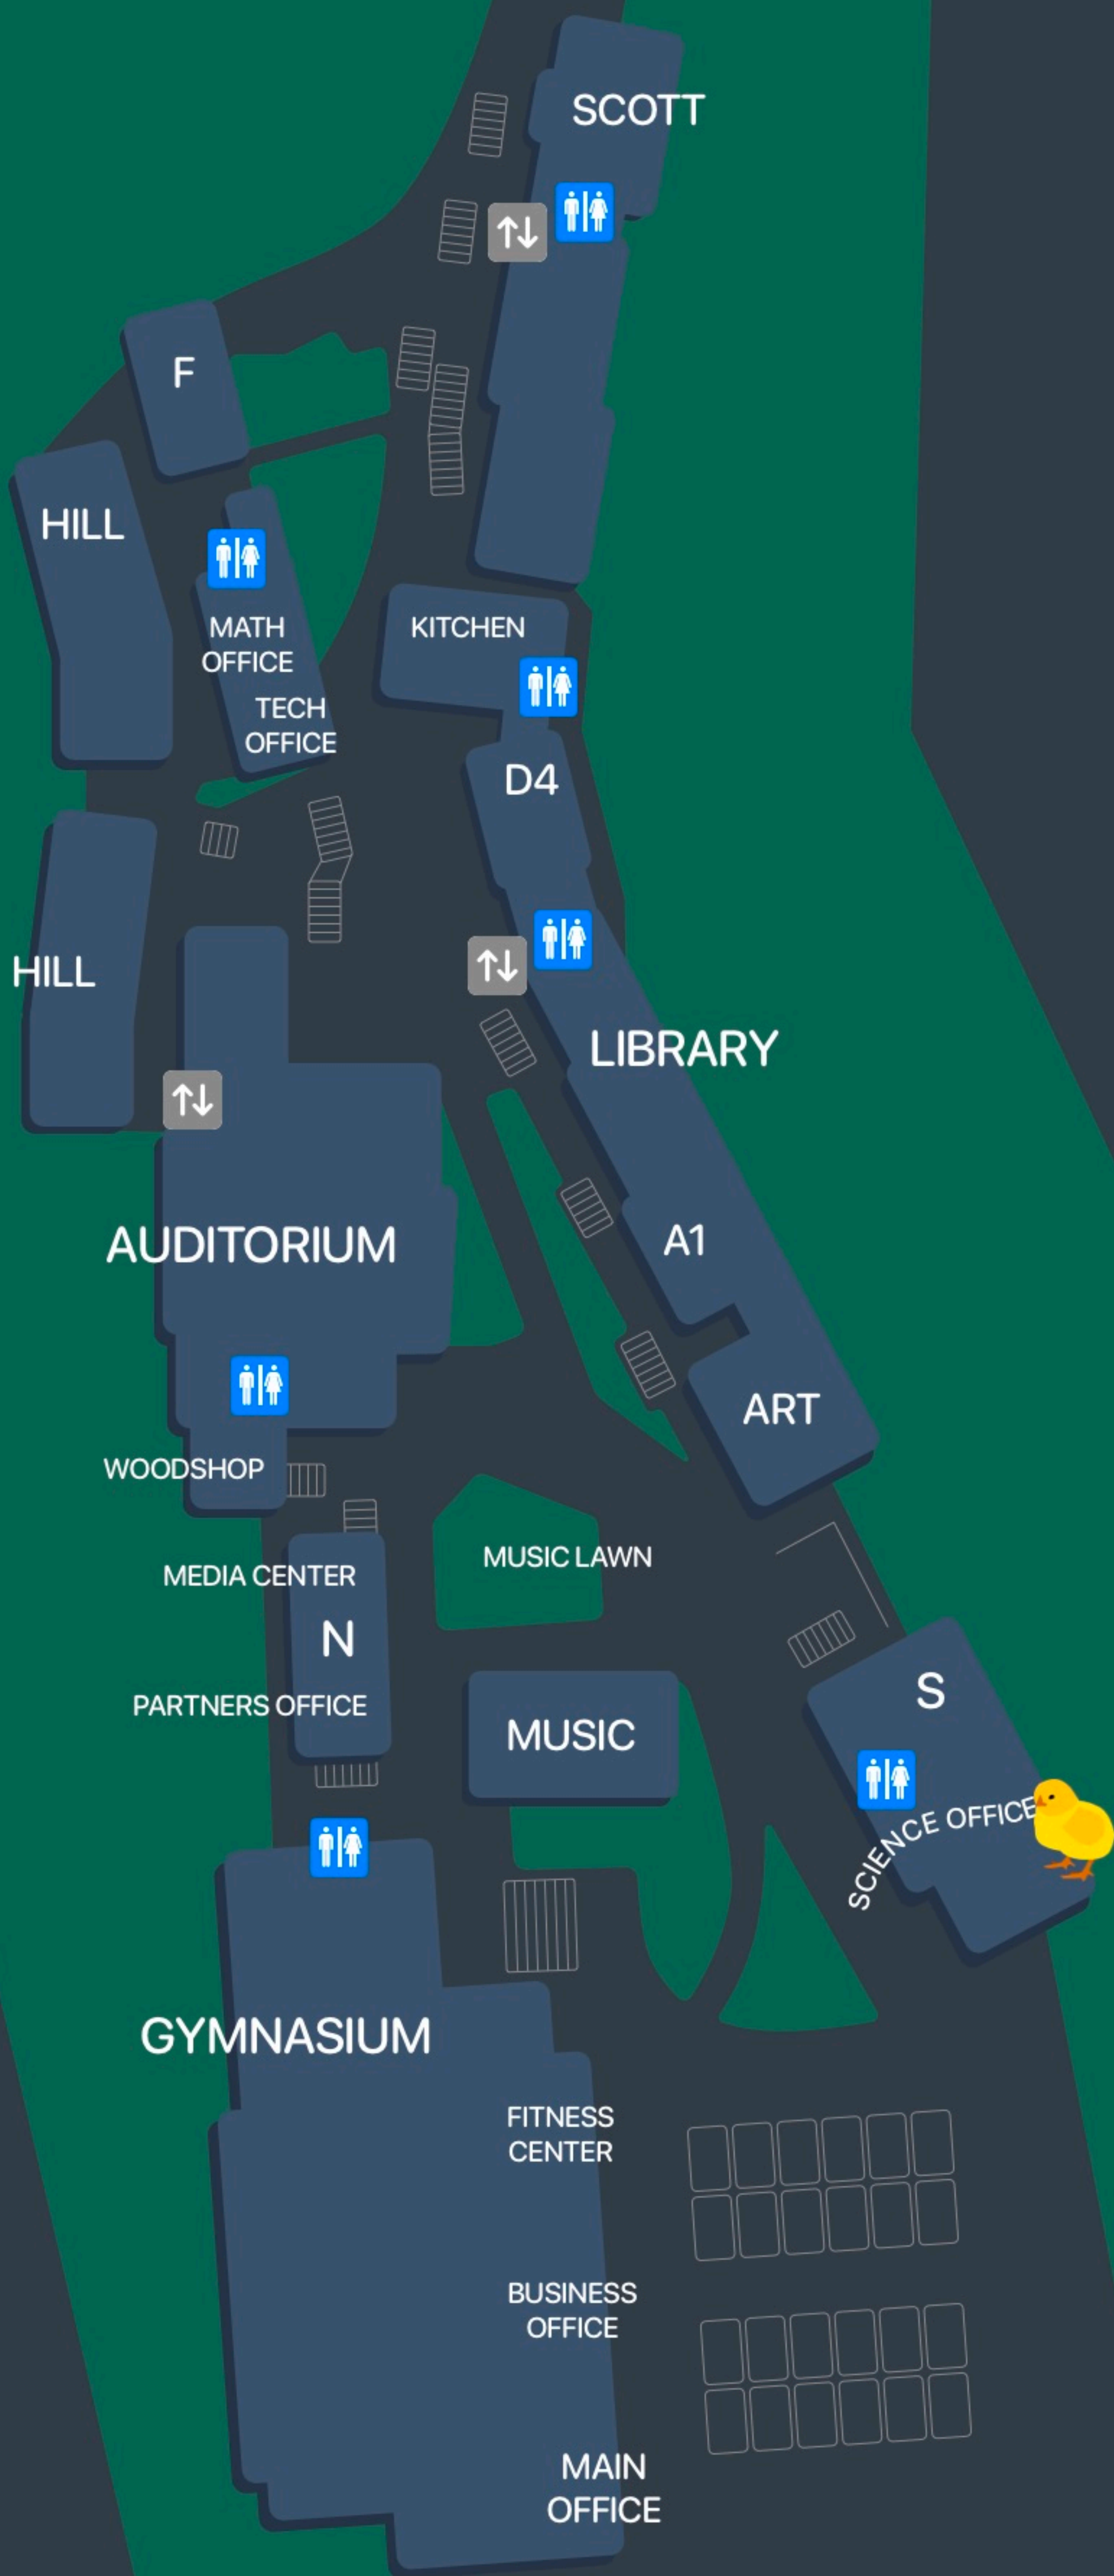 SCOTT
F
HILL
MATH
OFFICE
TECH
OFFICE
KITCHEN
D4
HILL
LIBRARY
AUDITORIUM
A1
ART
WOODSHOP
MEDIA CENTER
MUSIC LAWN
N
PARTNERS OFFICE
MUSIC
S
SCIENCE OFFICE
GYMNASIUM
FITNESS
CENTER
BUSINESS
OFFICE
MAIN
OFFICE